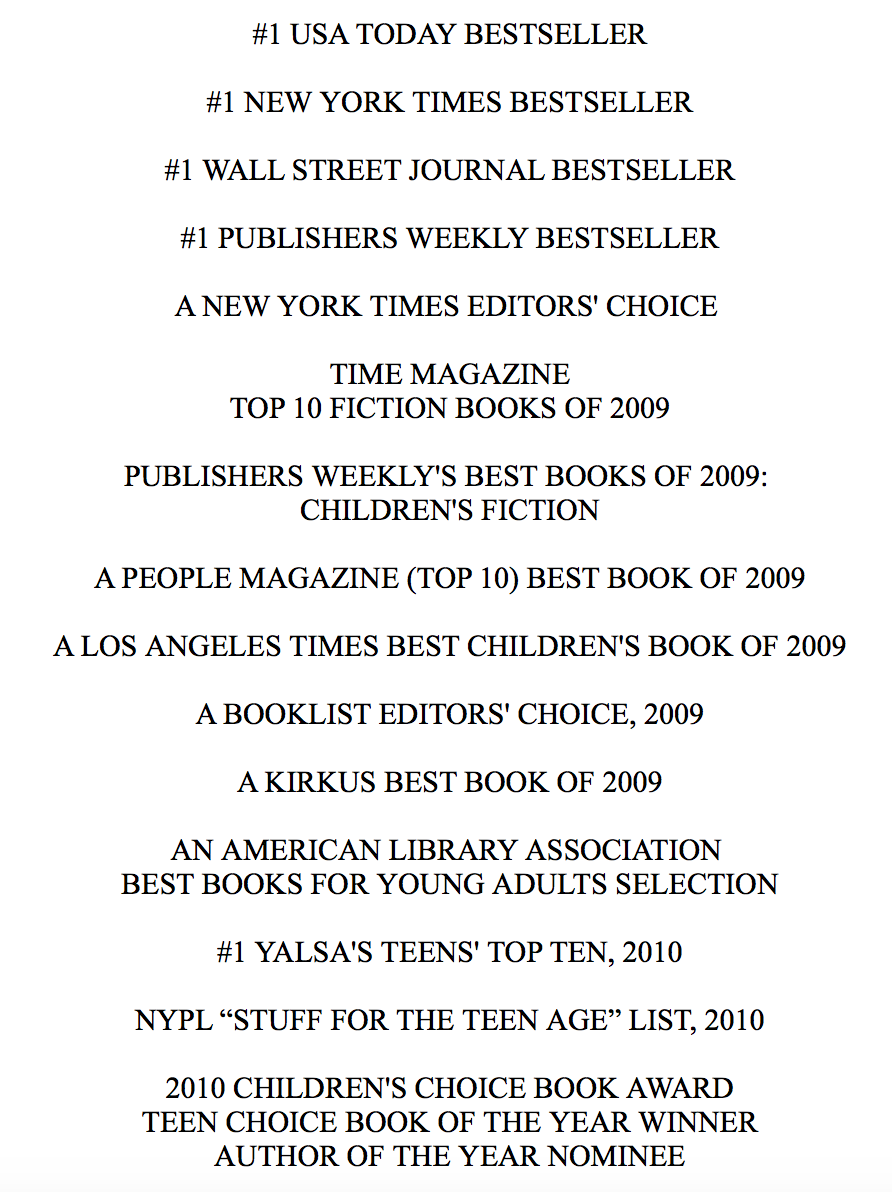 #1 USA TODAY BESTSELLER
#1 NEW YORK TIMES BESTSELLER
#1 WALL STREET JOURNAL BESTSELLER
#1 PUBLISHERS WEEKLY BESTSELLER
A NEW YORK TIMES EDITORS' CHOICE
TIME MAGAZINE
TOP 10 FICTION BOOKS OF 2009
PUBLISHERS WEEKLY'S BEST BOOKS OF 2009:
CHILDREN'S FICTION
A PEOPLE MAGAZINE (TOP 10) BEST BOOK OF 2009
A LOS ANGELES TIMES BEST CHILDREN'S BOOK OF 2009
A BOOKLIST EDITORS' CHOICE, 2009
A KIRKUS BEST BOOK OF 2009
AN AMERICAN LIBRARY ASSOCIATION
BEST BOOKS FOR YOUNG ADULTS SELECTION
#1 YALSA'S TEENS' TOP TEN, 2010
NYPL “STUFF FOR THE TEEN AGE” LIST, 2010
2010 CHILDREN'S CHOICE BOOK AWARD
TEEN CHOICE BOOK OF THE YEAR WINNER
AUTHOR OF THE YEAR NOMINEE